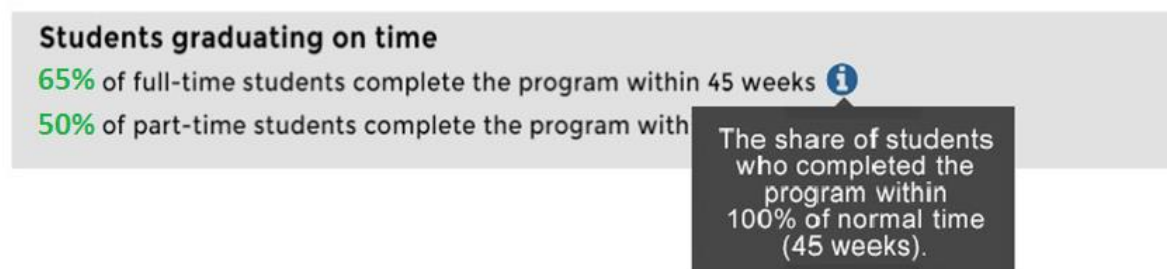 Students graduating on time
65% of full-time students complete the program within 45 weeks i
50% of part-time students complete the program with
The share of students
who completed the
program within
100% of normal time
(45 weeks).